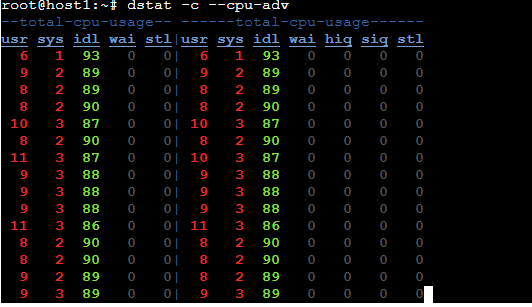 root@host1:~# dstat -c --cpu-adv
--total-cpu-usage-- -------cpu-usage-------
usr sys idl wai stl|usr sys idl wai hiq siq stl
6 1 93 0 0| 6 1 93 0 0 0 0
9 2 89 0 0| 9 2 89 0 0 0 0
8 2 89 0 0| 8 2 89 0 0 0 0
8 2 90 0 0| 8 2 90 0 0 0 0
10 3 87 0 0| 10 3 87 0 0 0 0
8 2 90 0 0| 8 2 90 0 0 0 0
11 3 87 0 0| 10 3 87 0 0 0 0
9 3 88 0 0| 9 3 88 0 0 0 0
9 3 88 0 0| 9 3 88 0 0 0 0
9 3 88 0 0| 9 3 88 0 0 0 0
11 3 86 0 0| 11 3 86 0 0 0 0
8 2 90 0 0| 8 2 90 0 0 0 0
8 2 90 0 0| 8 2 90 0 0 0 0
9 2 89 0 0| 8 2 89 0 0 0 0
9 3 89 0 0| 9 3 89 0 0 0 0